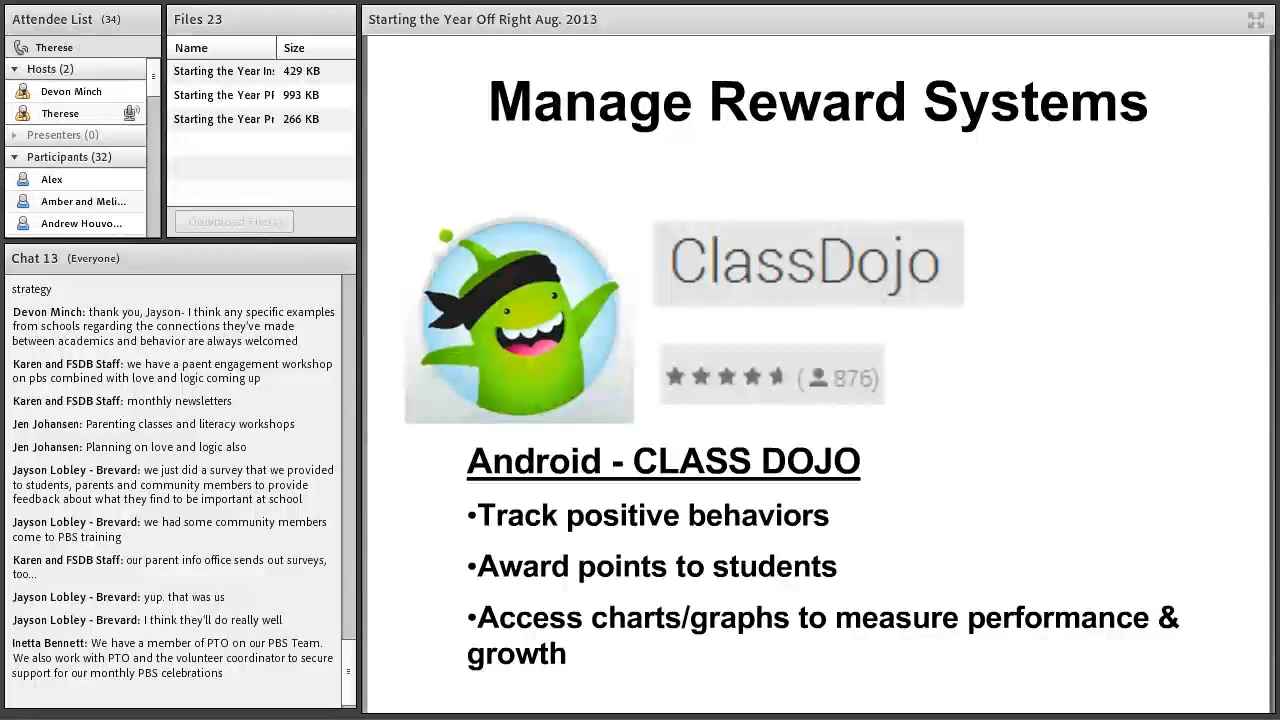 Attendee List (34)
Therese
Hosts (2)
Devon Minch
Therese
Presenters (0)
Participants (32)
Alex
Amber and Meli...
Andrew Houvo...
Files 23
Name Size
Starting the Year In: 429 KB
Starting the Year Pl 993 KB
Starting the Year Pr 266 KB
Download File(s)
Chat 13 (Everyone)
strategy
Devon Minch: thank you, Jayson- I think any specific examples
from schools regarding the connections they've made
between academics and behavior are always welcomed
Karen and FSDB Staff: we have a paent engagement workshop
on pbs combined with love and logic coming up
Karen and FSDB Staff: monthly newsletters
Jen Johansen: Parenting classes and literacy workshops
Jen Johansen: Planning on love and logic also
Jayson Lobley - Brevard: we just did a survey that we provided
to students, parents and community members to provide
feedback about what they find to be important at school
Jayson Lobley - Brevard: we had some community members
come to PBS training
Karen and FSDB Staff: our parent info office sends out surveys,
too...
Jayson Lobley - Brevard: yup. that was us
Jayson Lobley - Brevard: I think they'll do really well
Inetta Bennett: We have a member of PTO on our PBS Team.
We also work with PTO and the volunteer coordinator to secure
support for our monthly PBS celebrations
Starting the Year Off Right Aug. 2013
Manage Reward Systems
ClassDojo
(876)
Android - CLASS DOJO
•Track positive behaviors
•Award points to students
•Access charts/graphs to measure performance &
growth